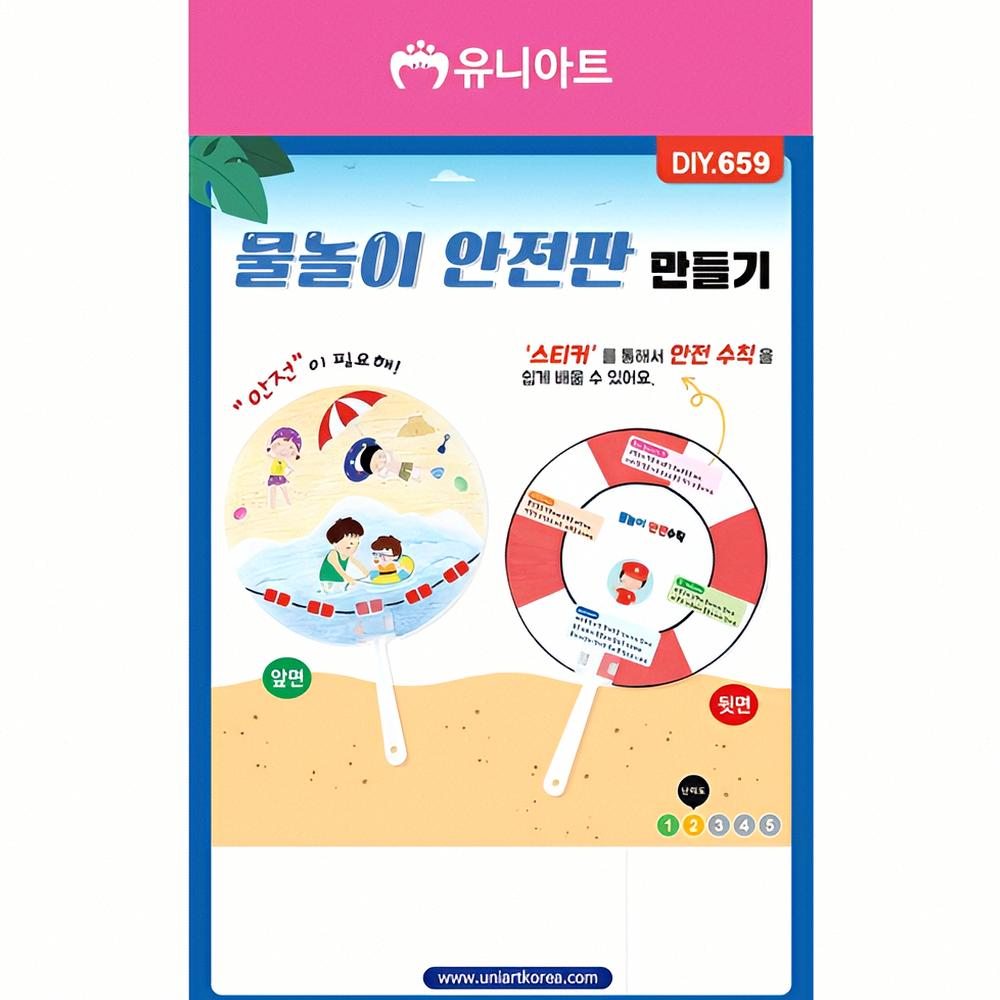 유니아트
DIY.659
물놀이 안전판 만들기
"안전"이 필요해!
'스티커'를 통해서 안전 수칙을
쉽게 배울 수 있어요.
물놀이 안전수칙
앞면
뒷면
난이도
1 2 3 4 5
www.uniartkorea.com